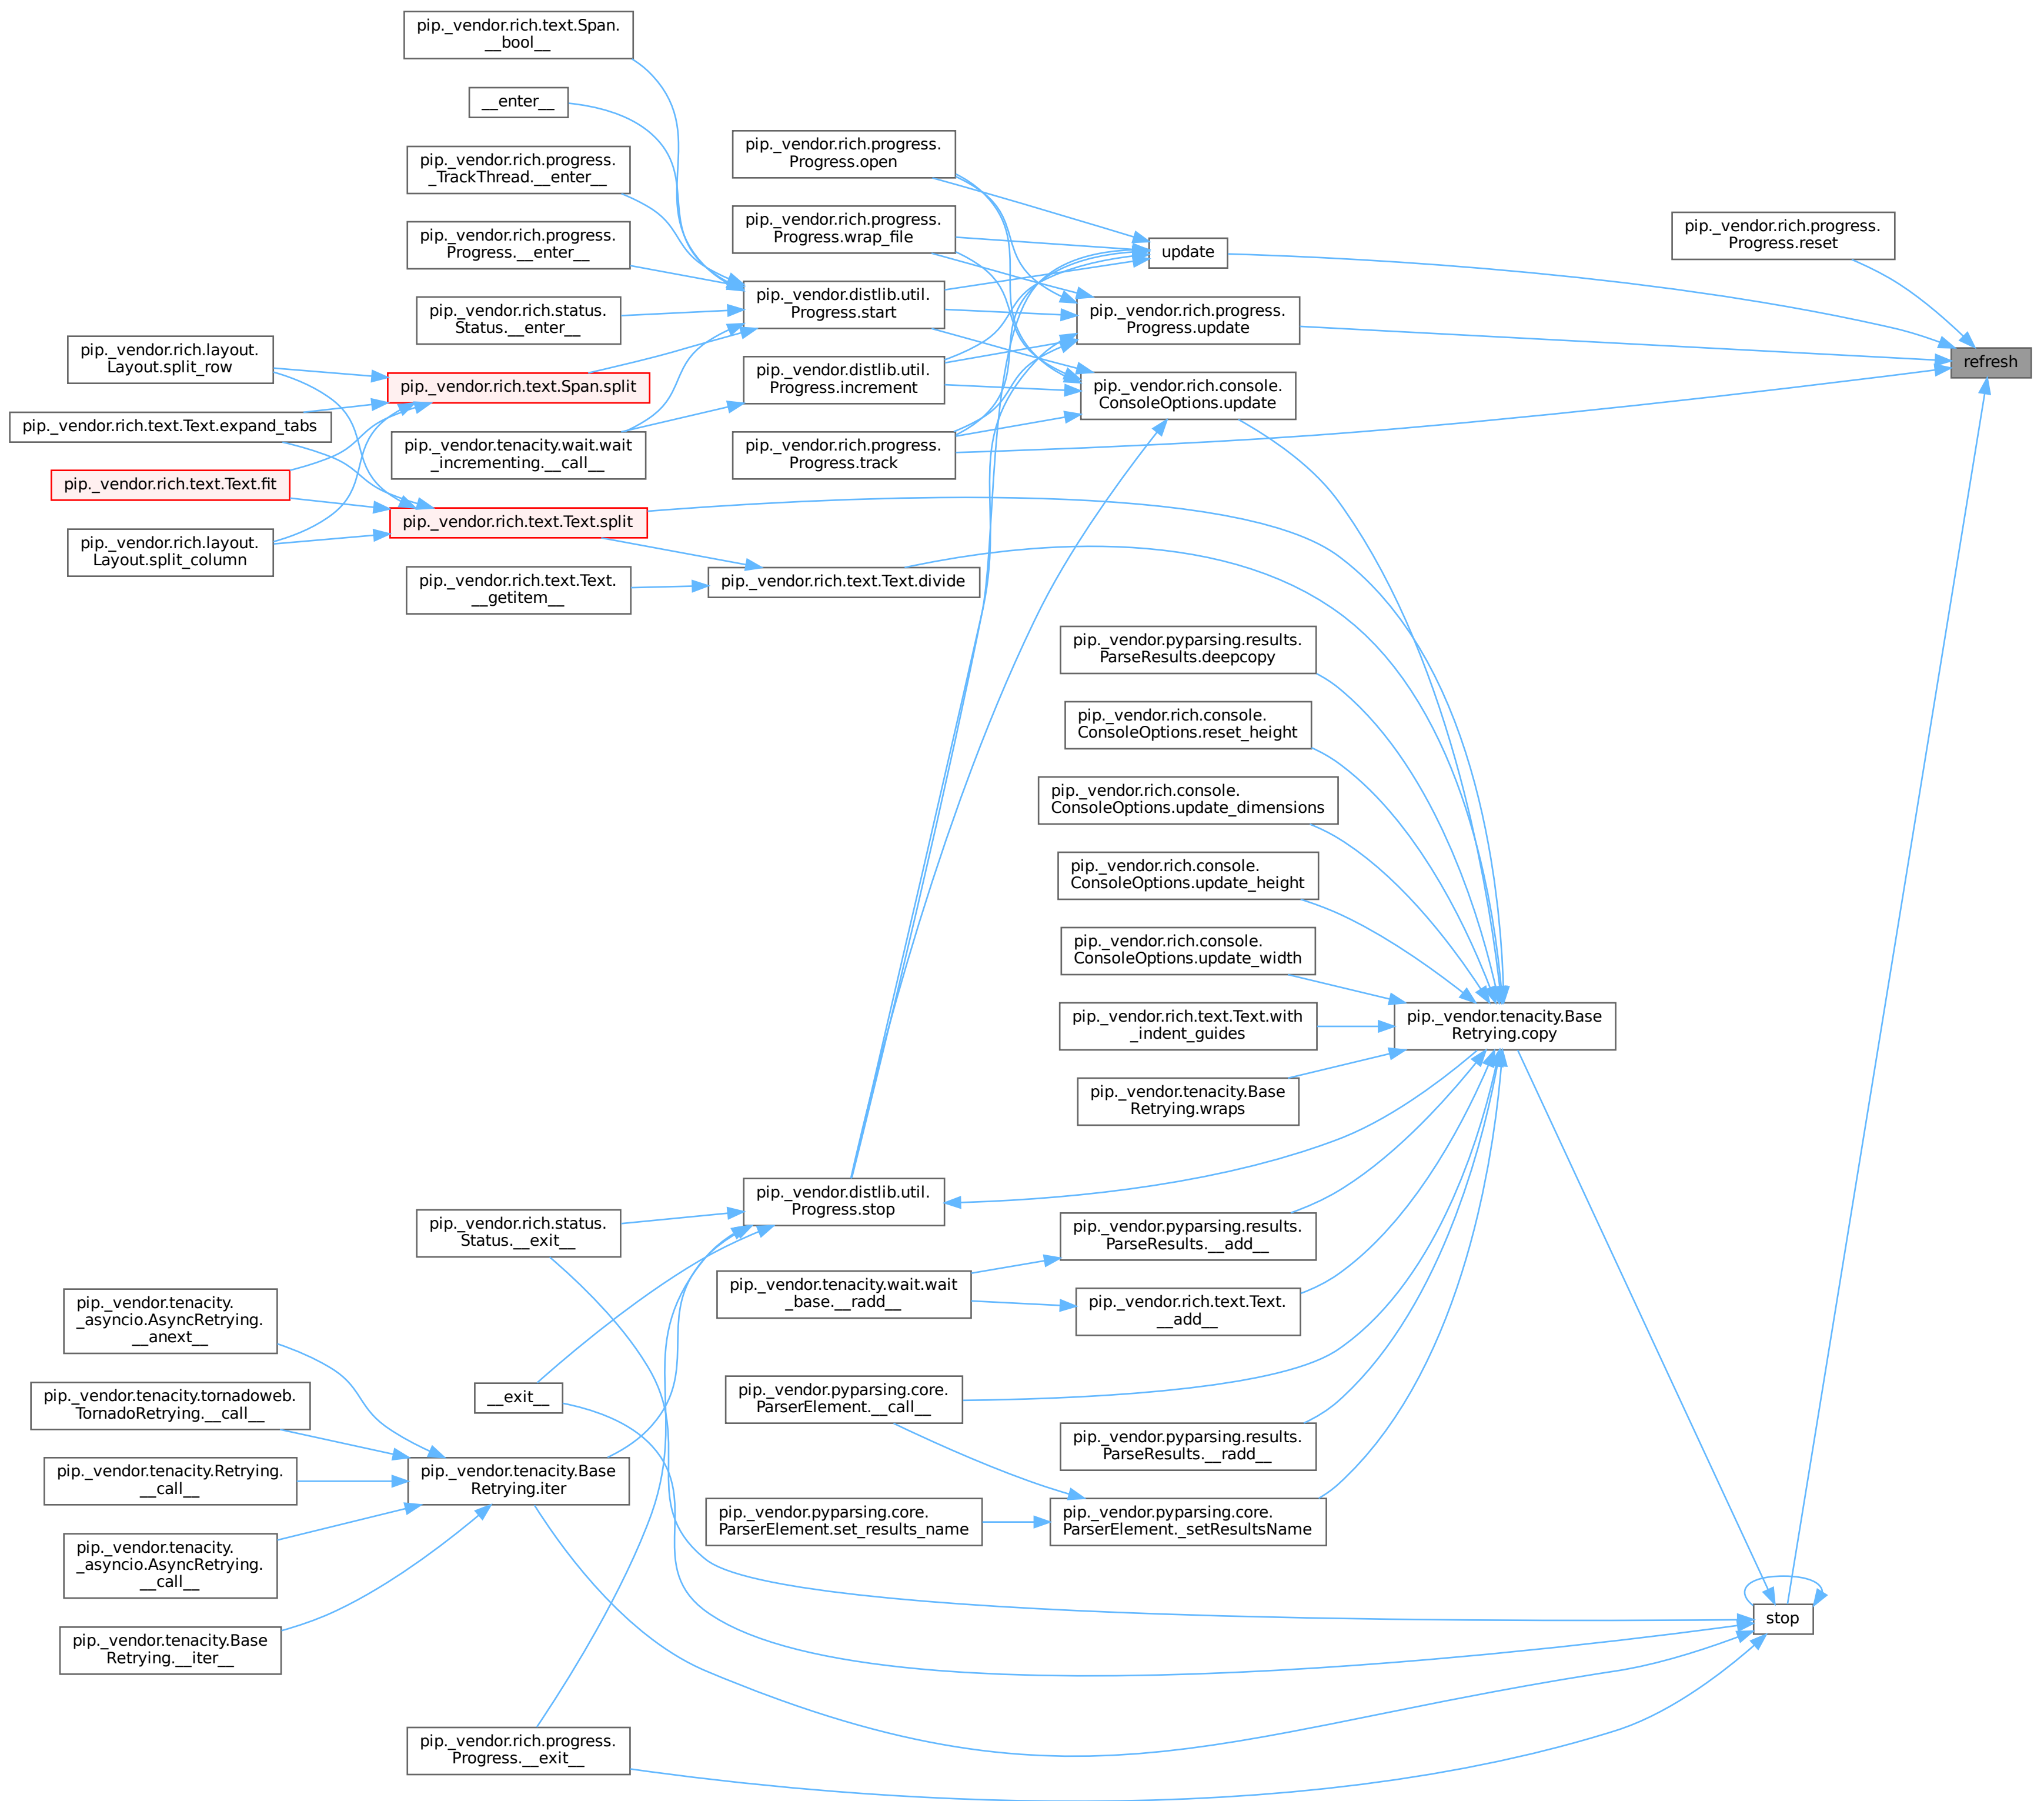 pip._vendor.rich.text.Span.
__bool__
__enter__
pip._vendor.rich.progress.
_TrackThread.__enter__
pip._vendor.rich.progress.
Progress.__enter__
pip._vendor.rich.status.
Status.__enter__
pip._vendor.rich.layout.
Layout.split_row
pip._vendor.rich.text.Span.split
pip._vendor.rich.text.Text.expand_tabs
pip._vendor.tenacity.wait.wait
_incrementing.__call__
pip._vendor.rich.text.Text.fit
pip._vendor.rich.text.Text.split
pip._vendor.rich.layout.
Layout.split_column
pip._vendor.rich.text.Text.
__getitem__
pip._vendor.rich.progress.
Progress.open
pip._vendor.rich.progress.
Progress.wrap_file
pip._vendor.distlib.util.
Progress.start
pip._vendor.distlib.util.
Progress.increment
pip._vendor.rich.progress.
Progress.track
pip._vendor.rich.text.Text.divide
update
pip._vendor.rich.progress.
Progress.update
pip._vendor.rich.console.
ConsoleOptions.update
pip._vendor.rich.progress.
Progress.reset
refresh
pip._vendor.pyparsing.results.
ParseResults.deepcopy
pip._vendor.rich.console.
ConsoleOptions.reset_height
pip._vendor.rich.console.
ConsoleOptions.update_dimensions
pip._vendor.rich.console.
ConsoleOptions.update_height
pip._vendor.rich.console.
ConsoleOptions.update_width
pip._vendor.rich.text.Text.with
_indent_guides
pip._vendor.tenacity.Base
Retrying.copy
pip._vendor.tenacity.Base
Retrying.wraps
pip._vendor.distlib.util.
Progress.stop
pip._vendor.rich.status.
Status.__exit__
pip._vendor.pyparsing.results.
ParseResults.__add__
pip._vendor.tenacity.wait.wait
_base.__radd__
pip._vendor.rich.text.Text.
__add__
pip._vendor.tenacity.
_asyncio.AsyncRetrying.
__anext__
pip._vendor.tenacity.tornadoweb.
TornadoRetrying.__call__
__exit__
pip._vendor.pyparsing.core.
ParserElement.__call__
pip._vendor.pyparsing.results.
ParseResults.__radd__
pip._vendor.tenacity.Retrying.
__call__
pip._vendor.tenacity.Base
Retrying.iter
pip._vendor.pyparsing.core.
ParserElement.set_results_name
pip._vendor.pyparsing.core.
ParserElement._setResultsName
pip._vendor.tenacity.
_asyncio.AsyncRetrying.
__call__
pip._vendor.tenacity.Base
Retrying.__iter__
stop
pip._vendor.rich.progress.
Progress.__exit__